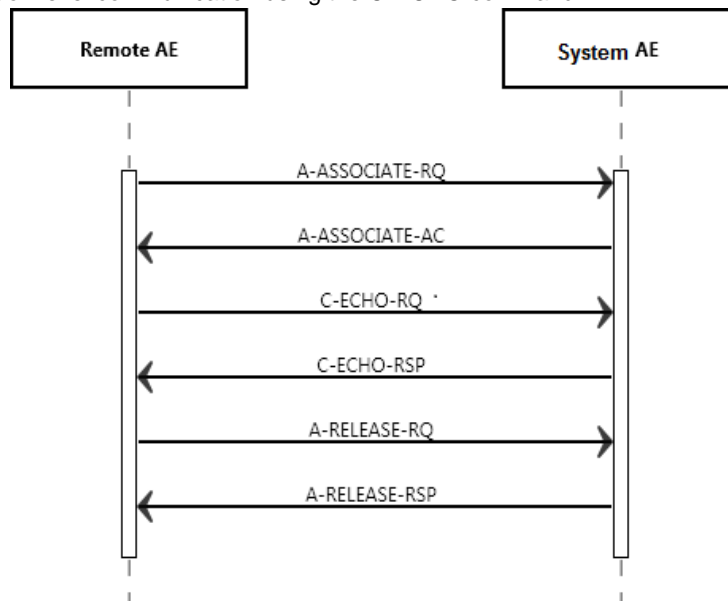 Remote AE
System AE
A-ASSOCIATE-RQ
A-ASSOCIATE-AC
C-ECHO-RQ
C-ECHO-RSP
A-RELEASE-RQ
A-RELEASE-RSP